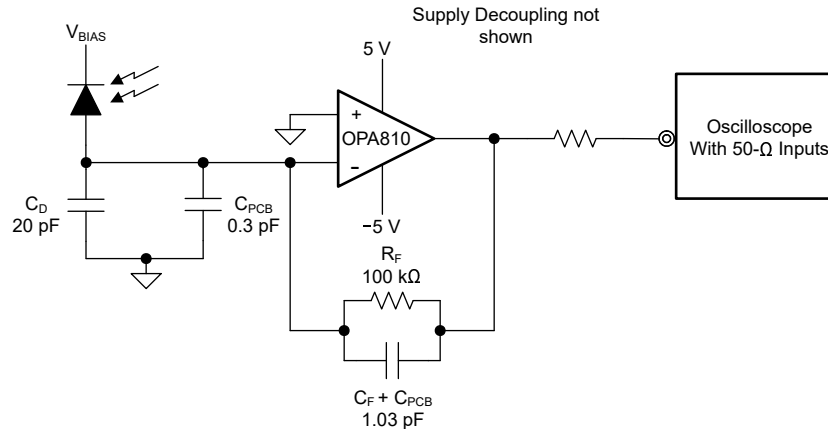 Supply Decoupling not
shown
V_BIAS
5 V
+
OPA810
−
−5 V
Oscilloscope
With 50-Ω Inputs
C_D
20 pF
C_PCB
0.3 pF
R_F
100 kΩ
C_F + C_PCB
1.03 pF